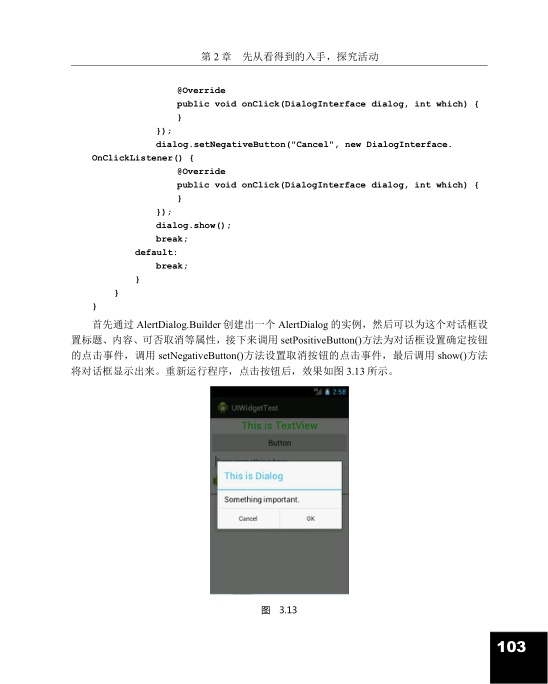 第 2 章 先从看得到的入手，探究活动
@Override
public void onClick(DialogInterface dialog, int which) {
}
});
dialog.setNegativeButton("Cancel", new DialogInterface.
OnClickListener() {
@Override
public void onClick(DialogInterface dialog, int which) {
}
});
dialog.show();
break;
default:
break;
}
}
}
首先通过 AlertDialog.Builder 创建出一个 AlertDialog 的实例，然后可以为这个对话框设
置标题、内容、可否取消等属性，接下来调用 setPositiveButton()方法为对话框设置确定按钮
的点击事件，调用 setNegativeButton()方法设置取消按钮的点击事件，最后调用 show()方法
将对话框显示出来。重新运行程序，点击按钮后，效果如图 3.13 所示。
2:58
UIWidgetTest
This is TextView
Button
This is Dialog
Something important.
Cancel OK
图 3.13
103